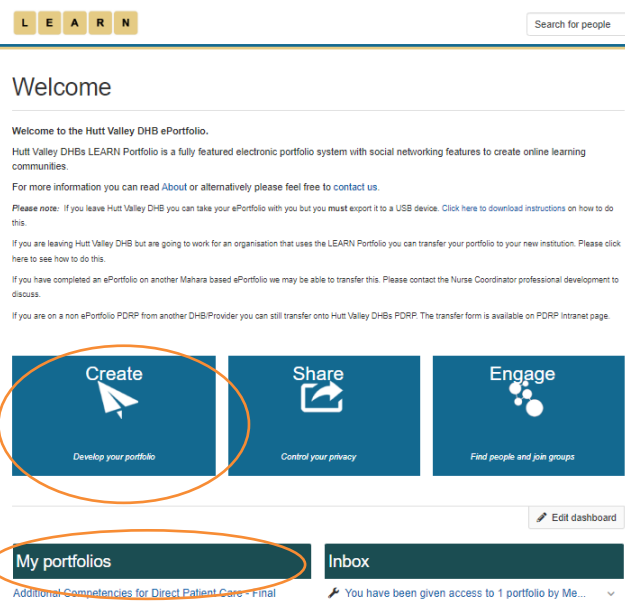 L E A R N
Search for people
Welcome
Welcome to the Hutt Valley DHB ePortfolio.
Hutt Valley DHBs LEARN Portfolio is a fully featured electronic portfolio system with social networking features to create online learning
communities.
For more information you can read About or alternatively please feel free to contact us.
Please note: If you leave Hutt Valley DHB you can take your ePortfolio with you but you must export it to a USB device. Click here to download instructions on how to do
this.
If you are leaving Hutt Valley DHB but are going to work for an organisation that uses the LEARN Portfolio you can transfer your portfolio to your new institution. Please click
here to see how to do this.
If you have completed an ePortfolio on another Mahara based ePortfolio we may be able to transfer this. Please contact the Nurse Coordinator professional development to
discuss.
If you are on a non ePortfolio PDRP from another DHB/Provider you can still transfer onto Hutt Valley DHBs PDRP. The transfer form is available on PDRP Intranet page.
Create Share Engage
Develop your portfolio Control your privacy Find people and join groups
Edit dashboard
My portfolios Inbox
Additional Competencies for Direct Patient Care - Final You have been given access to 1 portfolio by Me...